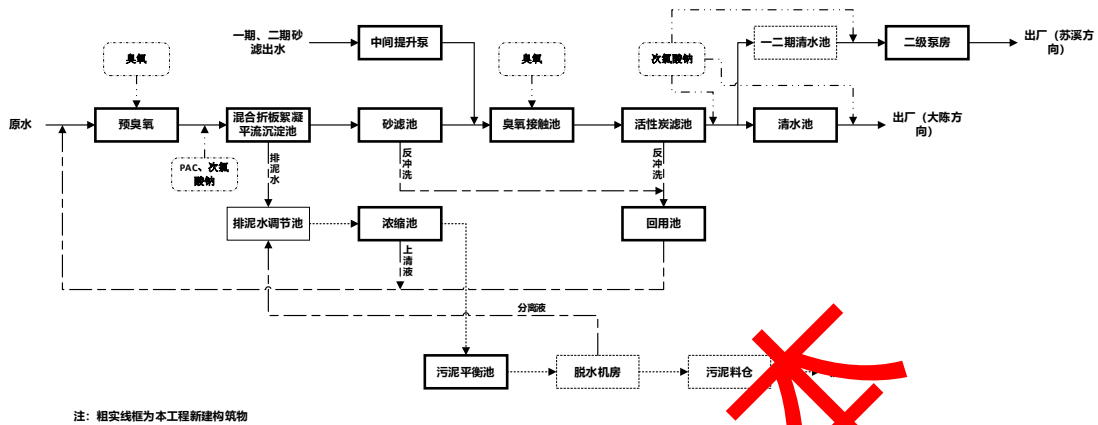 一期、二期砂
滤出水
中间提升泵
臭氧
臭氧
次氯酸钠
一二期清水池
二级泵房
出厂（苏溪方
向）
原水
预臭氧
混合折板絮凝
平流沉淀池
砂滤池
臭氧接触池
活性炭滤池
清水池
出厂（大陈方
向）
PAC、次氯
酸钠
排泥水
反冲洗
反冲洗
排泥水调节池
浓缩池
回用池
上清液
分离液
污泥平衡池
脱水机房
污泥料仓
注：粗实线框为本工程新建构筑物